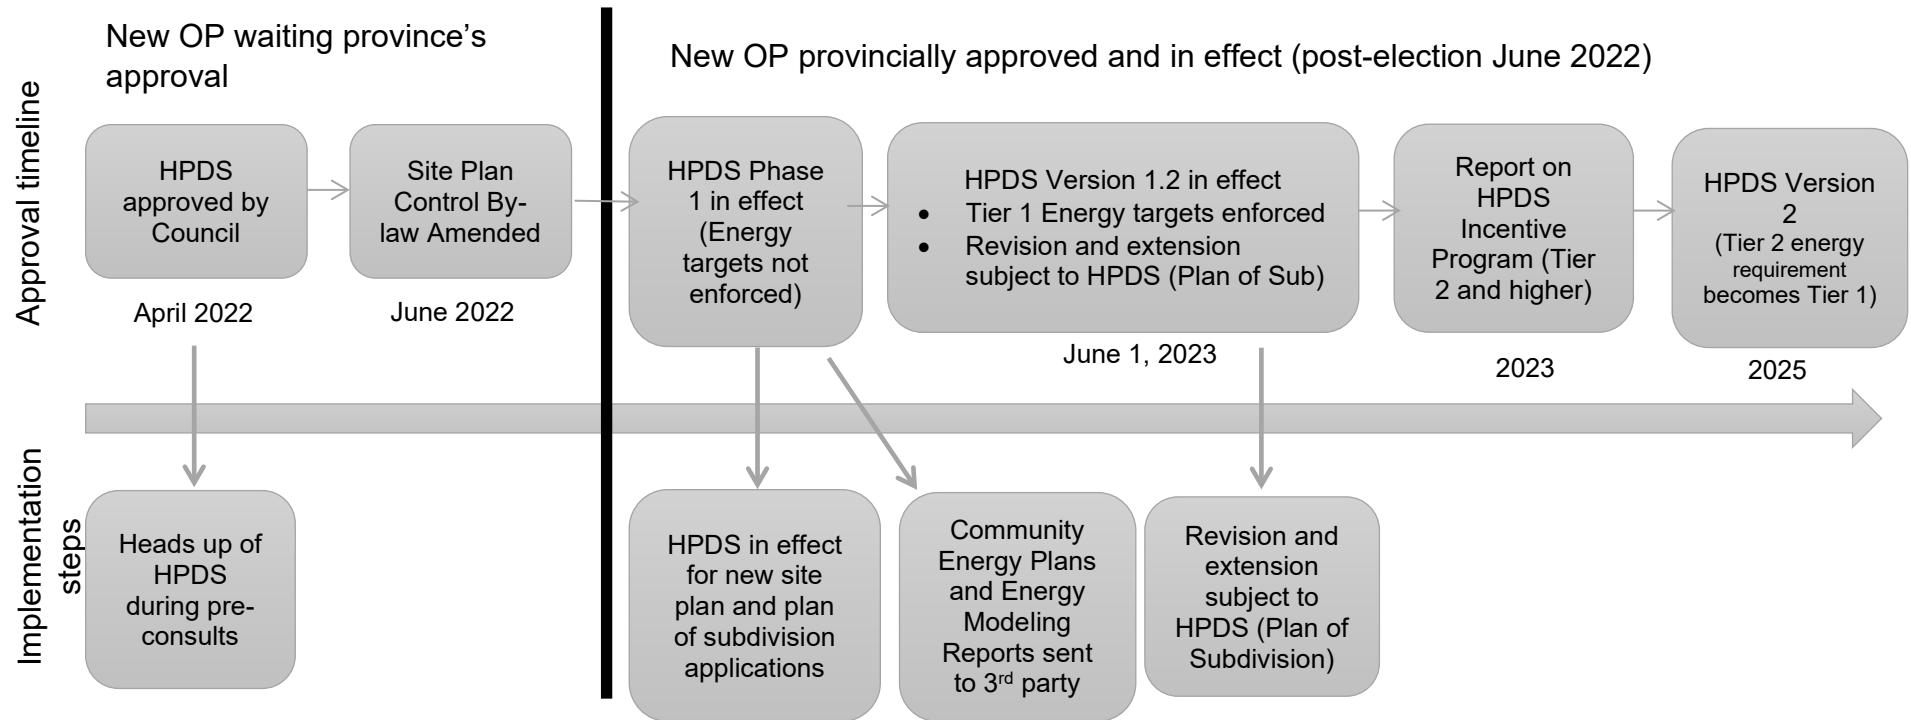 New OP waiting province’s
approval
New OP provincially approved and in effect (post-election June 2022)
Approval timeline
HPDS
approved by
Council
April 2022
Site Plan
Control By-
law Amended
June 2022
HPDS Phase
1 in effect
(Energy
targets not
enforced)
HPDS Version 1.2 in effect
• Tier 1 Energy targets enforced
• Revision and extension
subject to HPDS (Plan of Sub)
June 1, 2023
Report on
HPDS
Incentive
Program (Tier
2 and higher)
2023
HPDS Version
2
(Tier 2 energy
requirement
becomes Tier 1)
2025
Implementation
steps
Heads up of
HPDS
during pre-
consults
HPDS in effect
for new site
plan and plan
of subdivision
applications
Community
Energy Plans
and Energy
Modeling
Reports sent
to 3rd party
Revision and
extension
subject to
HPDS (Plan of
Subdivision)